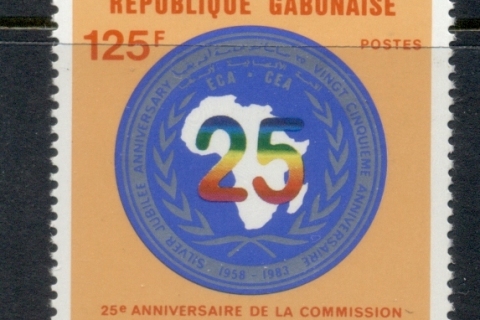 RÉPUBLIQUE GABONAISE
125F
POSTES
ECA · CEA
SILVER JUBILEE ANNIVERSARY
VINGT CINQUIEME ANNIVERSAIRE
25
1958 - 1983
25e ANNIVERSAIRE DE LA COMMISSION